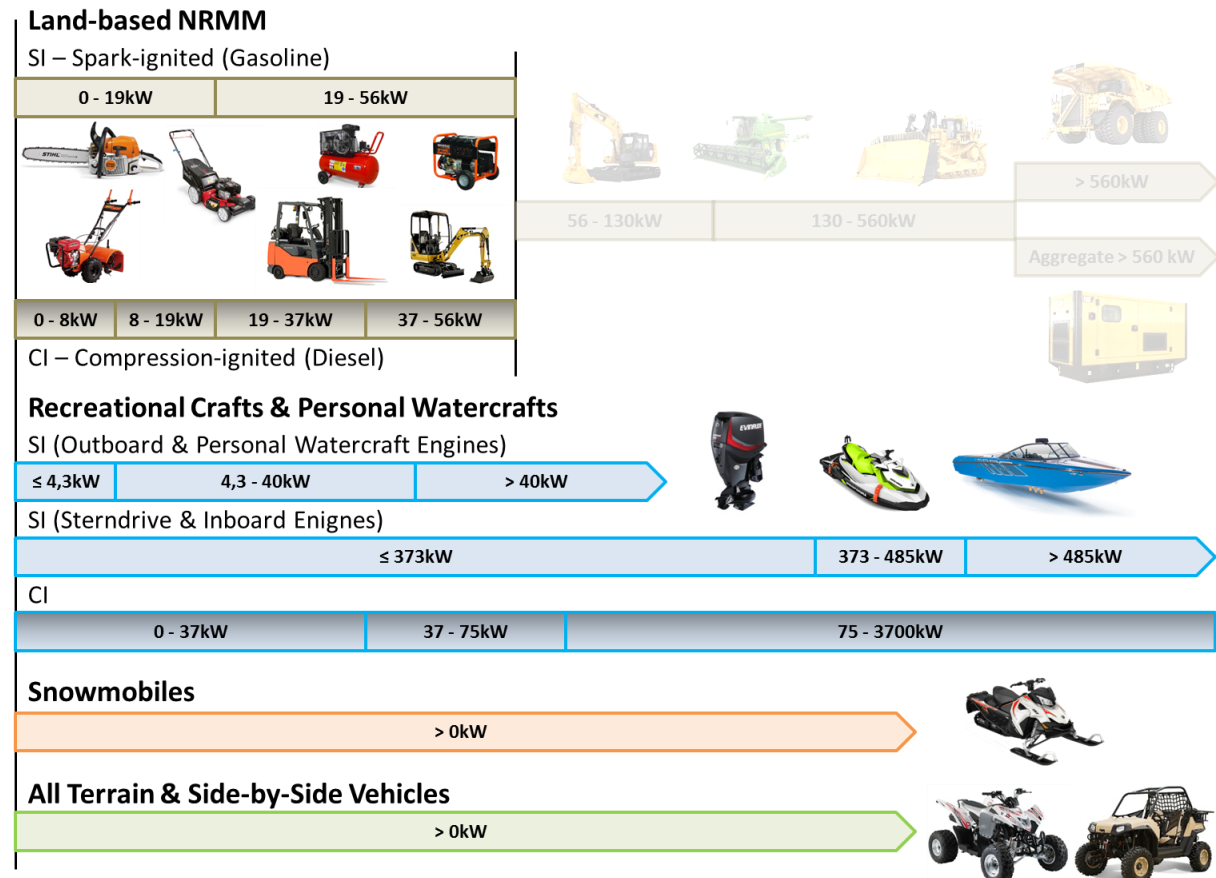 Land-based NRMM
SI – Spark-ignited (Gasoline)
0 - 19kW
19 - 56kW
STIHL
56 - 130kW
130 - 560kW
> 560kW
Aggregate > 560 kW
0 - 8kW
8 - 19kW
19 - 37kW
37 - 56kW
CI – Compression-ignited (Diesel)
Recreational Crafts & Personal Watercrafts
SI (Outboard & Personal Watercraft Engines)
≤ 4,3kW
4,3 - 40kW
> 40kW
EVINRUDE
SI (Sterndrive & Inboard Enignes)
≤ 373kW
373 - 485kW
> 485kW
CI
0 - 37kW
37 - 75kW
75 - 3700kW
Snowmobiles
> 0kW
All Terrain & Side-by-Side Vehicles
> 0kW